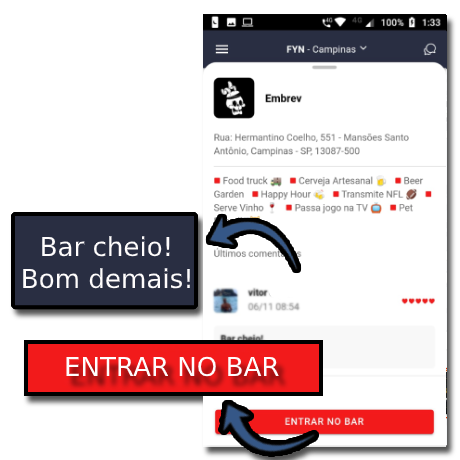 100% 1:33
FYN - Campinas
Embrev
Rua: Hermantino Coelho, 551 - Mansões Santo
Antônio, Campinas - SP, 13087-500
Food truck Cerveja Artesanal Beer
Garden Happy Hour Transmite NFL
Serve Vinho Passa jogo na TV Pet
Bar cheio!
Bom demais!
Últimos comentários
vitor
06/11 08:54
Bar cheio!
ENTRAR NO BAR
ENTRAR NO BAR